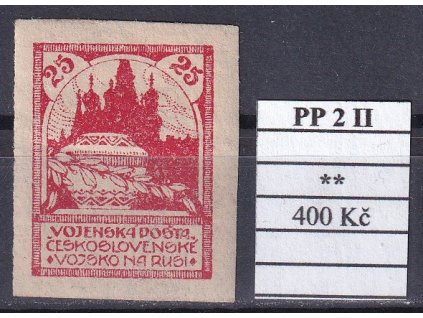 25 25
VOJENSKÁ POŠTA
ČESKOSLOVENSKÉ
VOJSKO NA RUSI
PP 2 II
**
400 Kč